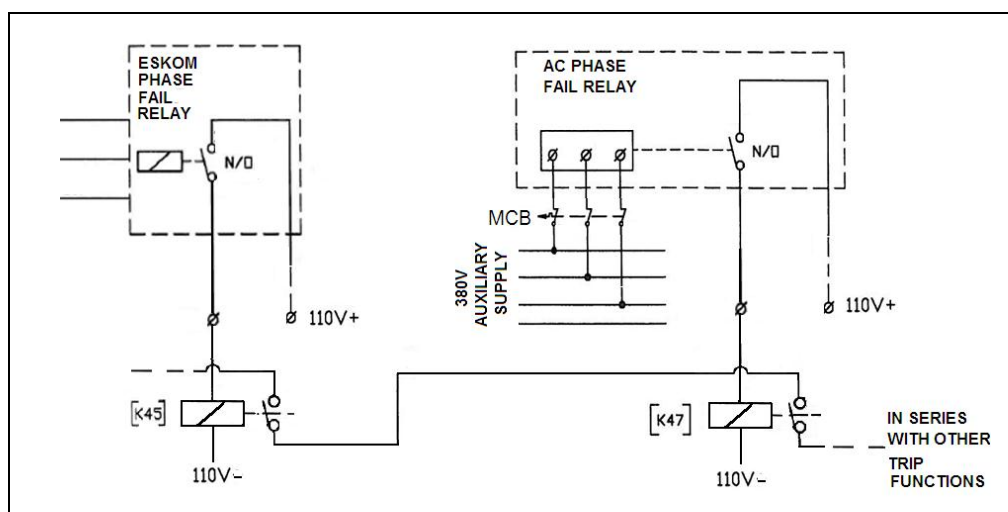 ESKOM
PHASE
FAIL
RELAY
N/O
110V+
[K45]
110V-
AC PHASE
FAIL RELAY
N/O
MCB
380V
AUXILIARY
SUPPLY
110V+
[K47]
110V-
IN SERIES
WITH OTHER
TRIP
FUNCTIONS